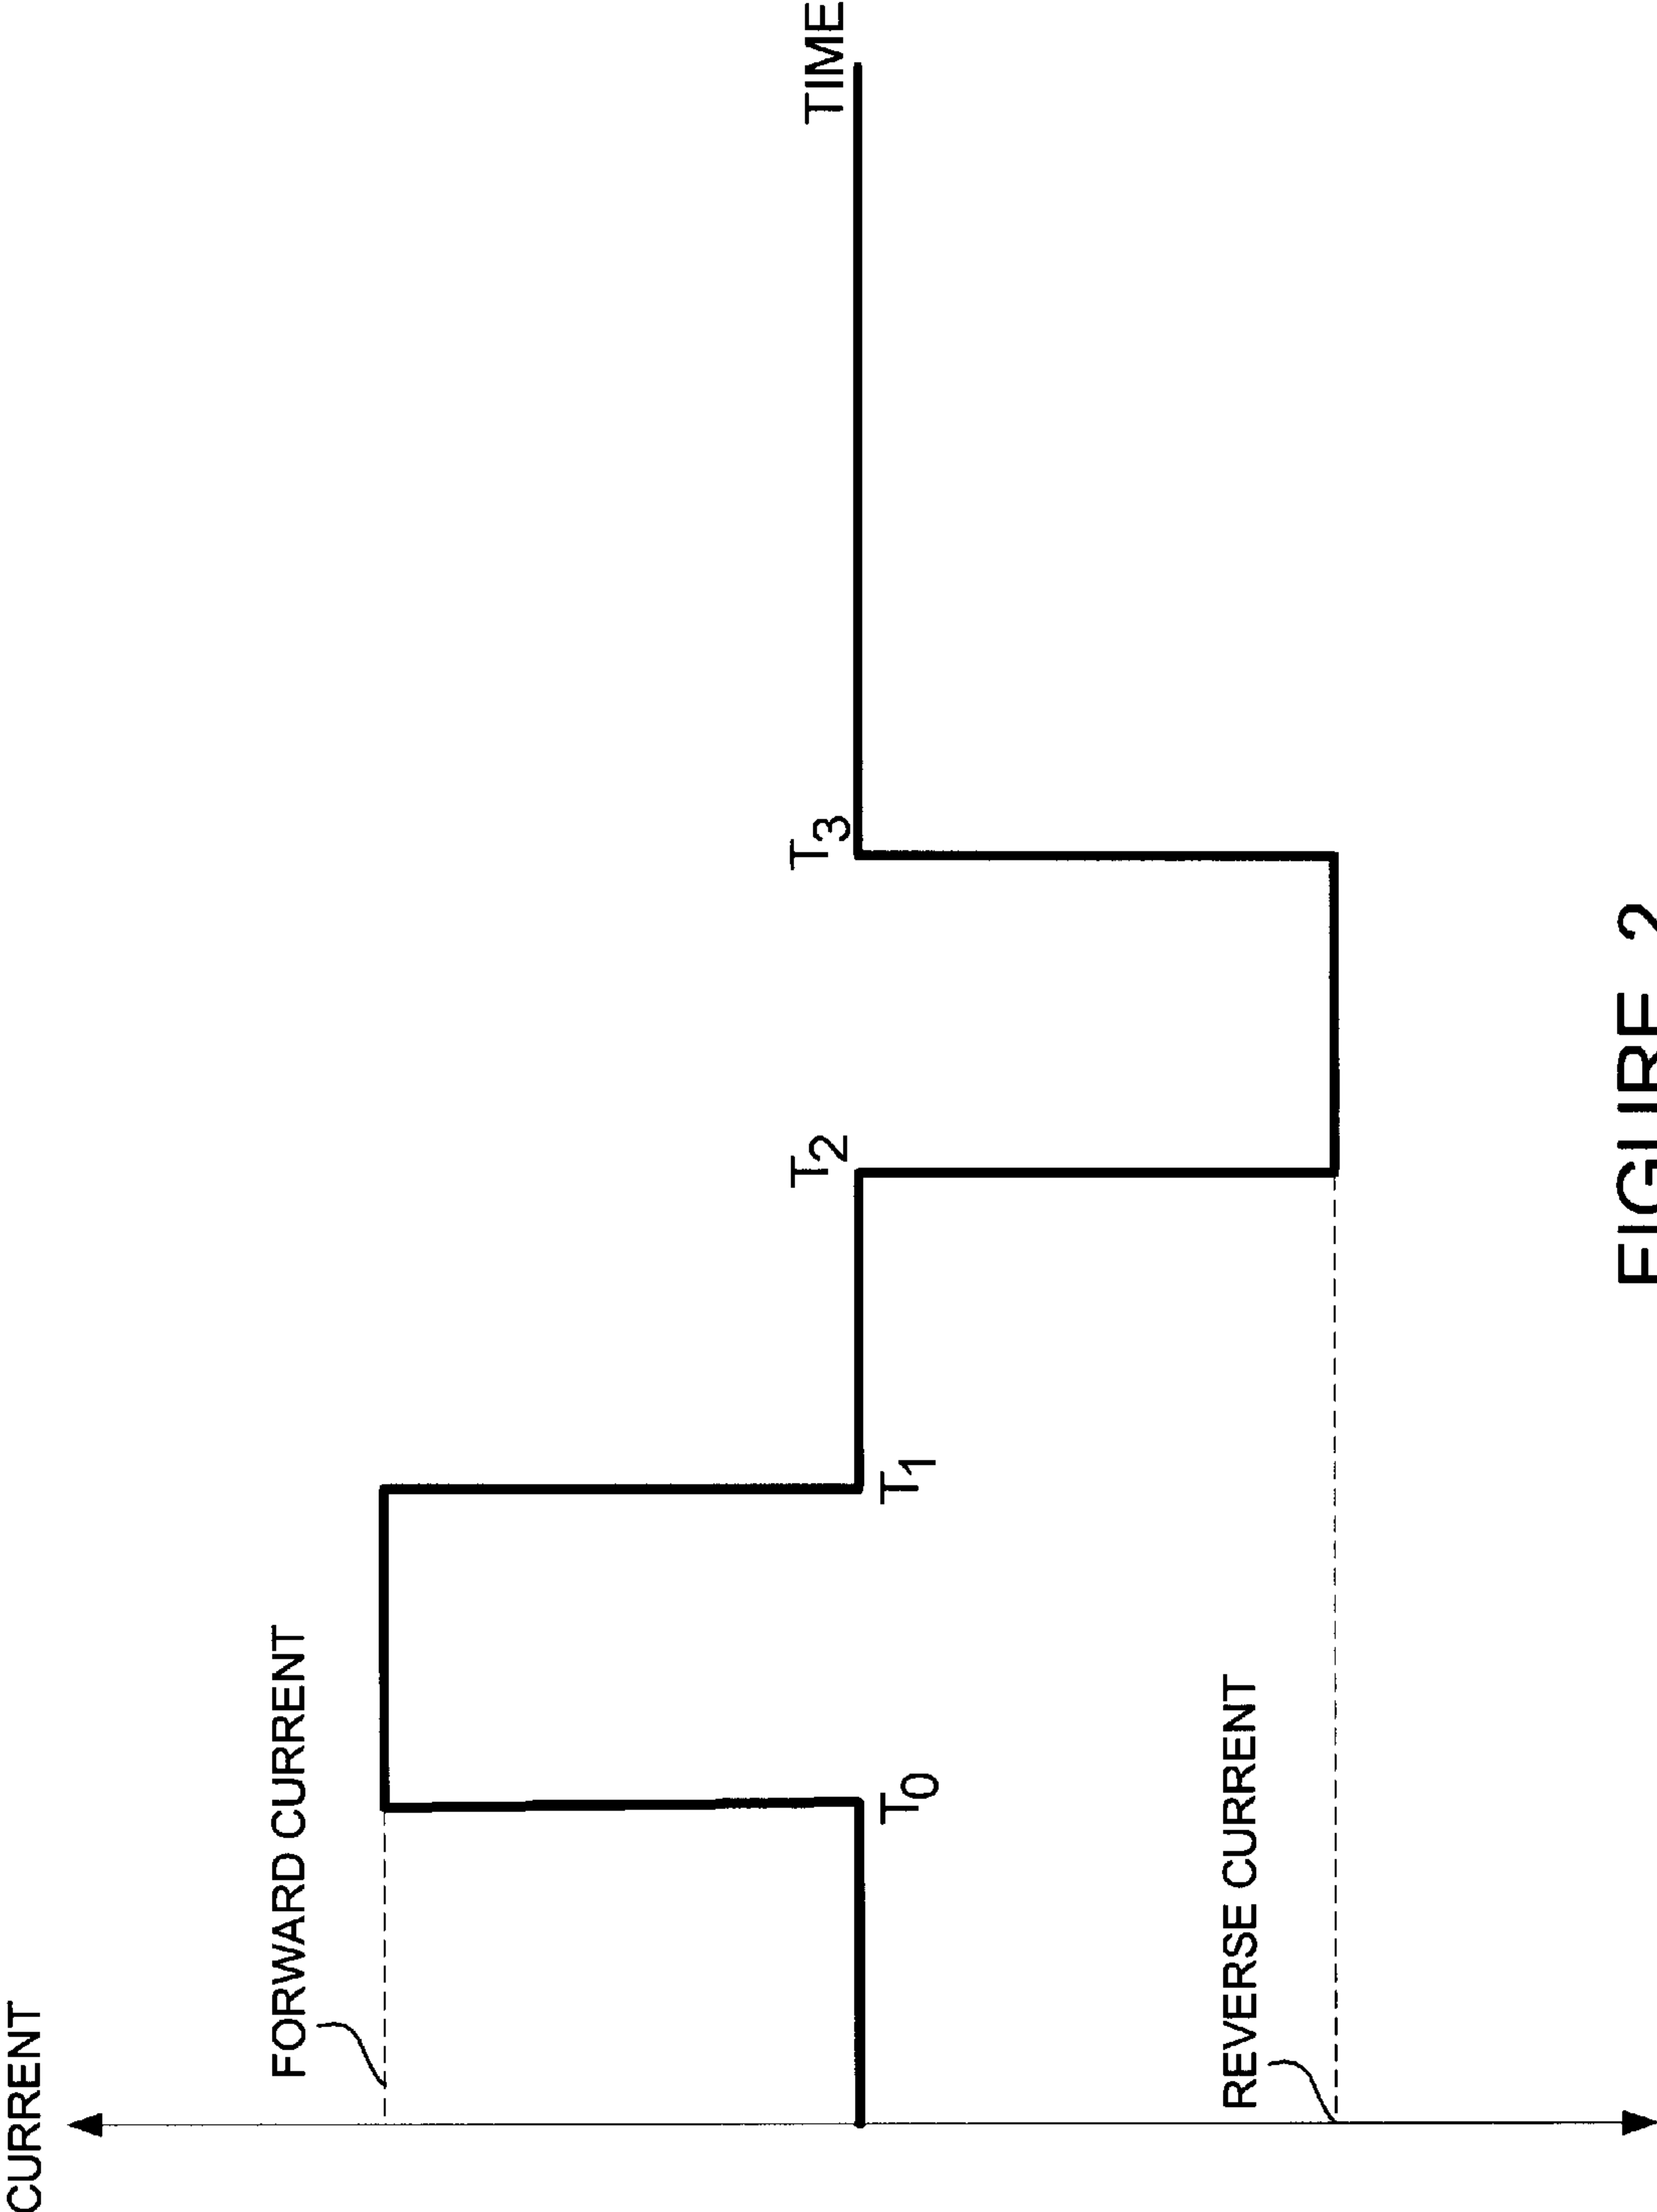 CURRENT
FORWARD CURRENT
TIME
T0
T1
T2
T3
REVERSE CURRENT
FIGURE 2